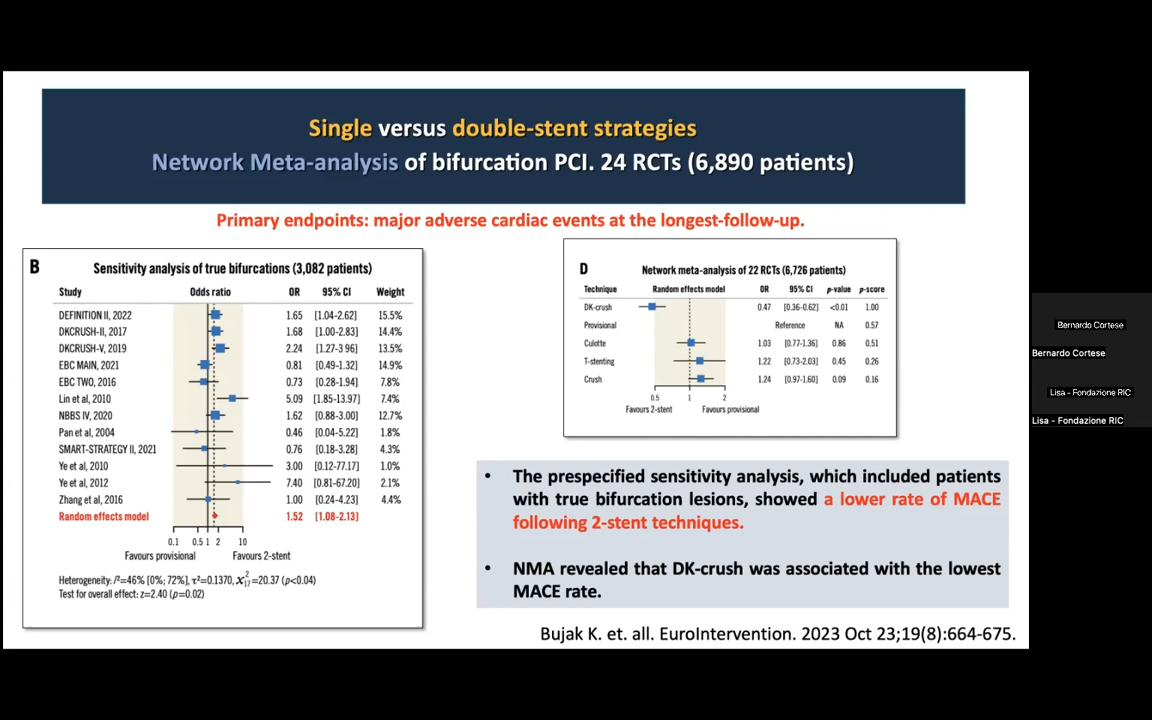 Single versus double-stent strategies
Network Meta-analysis of bifurcation PCI. 24 RCTs (6,890 patients)
Primary endpoints: major adverse cardiac events at the longest-follow-up.
B Sensitivity analysis of true bifurcations (3,082 patients)
Study Odds ratio OR 95% CI Weight
DEFINITION II, 2022 1.65 [1.04-2.62] 15.5%
DKCRUSH-II, 2017 1.68 [1.00-2.83] 14.4%
DKCRUSH-V, 2019 2.24 [1.27-3 96] 13.5%
EBC MAIN, 2021 0.81 [0.49-1.32] 14.9%
EBC TWO, 2016 0.73 [0.28-1.94] 7.8%
Lin et al, 2010 5.09 [1.85-13.97] 7.4%
NBBS IV, 2020 1.62 [0.88-3.00] 12.7%
Pan et al, 2004 0.46 [0.04-5.22] 1.8%
SMART-STRATEGY II, 2021 0.76 [0.18-3.28] 4.3%
Ye et al, 2010 3.00 [0.12-77.17] 1.0%
Ye et al, 2012 7.40 [0.81-67.20] 2.1%
Zhang et al, 2016 1.00 [0.24-4.23] 4.4%
Random effects model 1.52 [1.08-2.13]
0.1 0.5 1 2 10
Favours provisional Favours 2-stent
Heterogeneity: I²=46% [0%; 72%], τ²=0.1370, x²₁₇=20.37 (p<0.04)
Test for overall effect: z=2.40 (p=0.02)
D Network meta-analysis of 22 RCTs (6,726 patients)
Technique Random effects model OR 95% CI p-value p-score
DK-crush 0.47 [0.36-0.62] <0.01 1.00
Provisional Reference NA 0.57
Culotte 1.03 [0.77-1.36] 0.86 0.51
T-stenting 1.22 [0.73-2.03] 0.45 0.26
Crush 1.24 [0.97-1.60] 0.09 0.16
0.5 1 2
Favours 2-stent Favours provisional
• The prespecified sensitivity analysis, which included patients
with true bifurcation lesions, showed a lower rate of MACE
following 2-stent techniques.
• NMA revealed that DK-crush was associated with the lowest
MACE rate.
Bujak K. et. all. EuroIntervention. 2023 Oct 23;19(8):664-675.
Bernardo Cortese
Bernardo Cortese
Lisa - Fondazione RIC
Lisa - Fondazione RIC